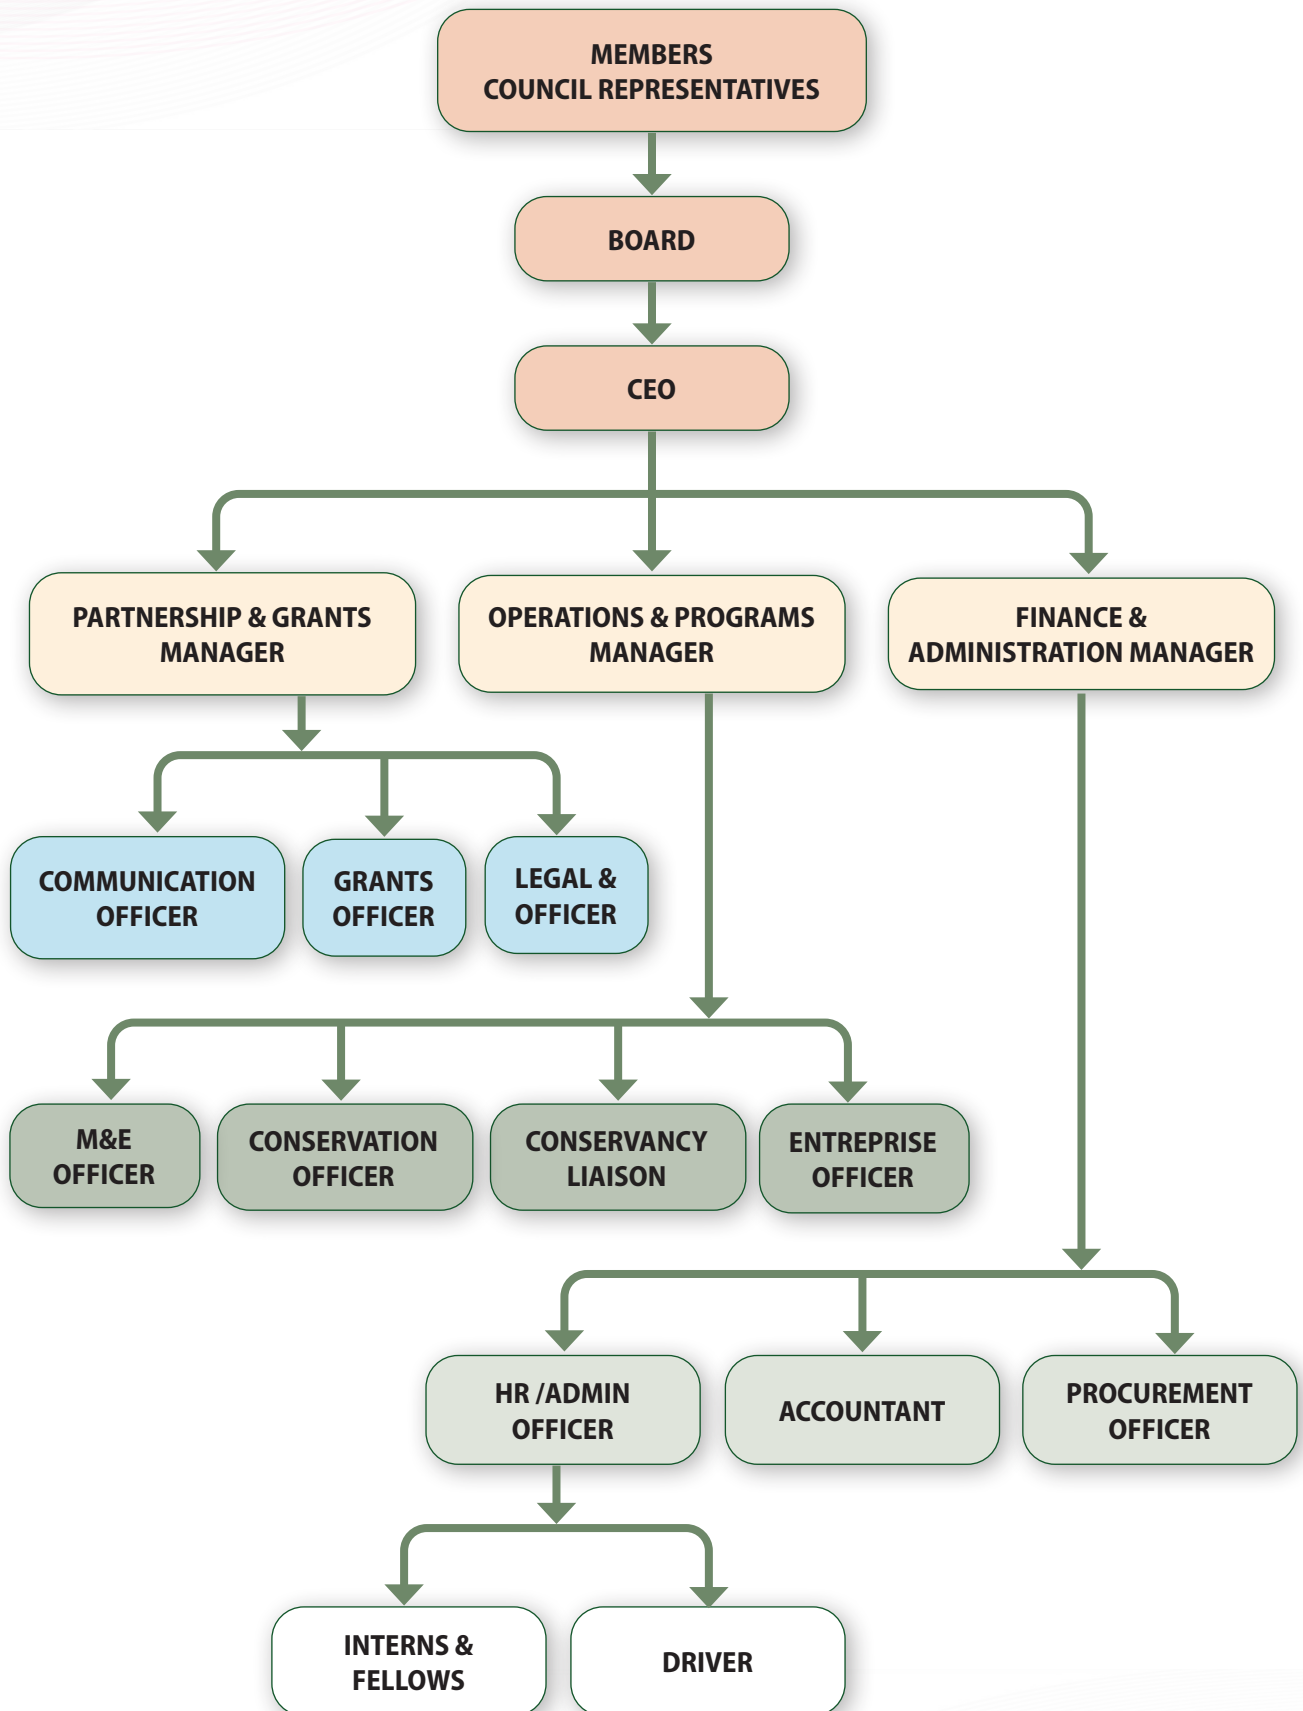 MEMBERS
COUNCIL REPRESENTATIVES
BOARD
CEO
PARTNERSHIP & GRANTS
MANAGER
OPERATIONS & PROGRAMS
MANAGER
FINANCE &
ADMINISTRATION MANAGER
COMMUNICATION
OFFICER
GRANTS
OFFICER
LEGAL &
OFFICER
M&E
OFFICER
CONSERVATION
OFFICER
CONSERVANCY
LIAISON
ENTREPRISE
OFFICER
HR /ADMIN
OFFICER
ACCOUNTANT
PROCUREMENT
OFFICER
INTERNS &
FELLOWS
DRIVER